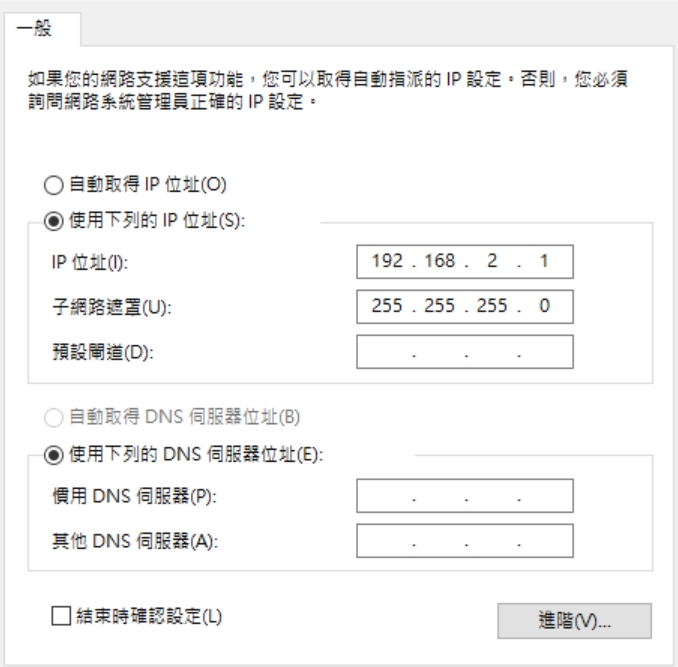 一般
如果您的網路支援這項功能，您可以取得自動指派的 IP 設定。否則，您必須
詢問網路系統管理員正確的 IP 設定。
自動取得 IP 位址(O)
使用下列的 IP 位址(S):
IP 位址(I): 192 . 168 . 2 . 1
子網路遮罩(U): 255 . 255 . 255 . 0
預設閘道(D): . . .
自動取得 DNS 伺服器位址(B)
使用下列的 DNS 伺服器位址(E):
慣用 DNS 伺服器(P): . . .
其他 DNS 伺服器(A): . . .
結束時確認設定(L)
進階(V)...